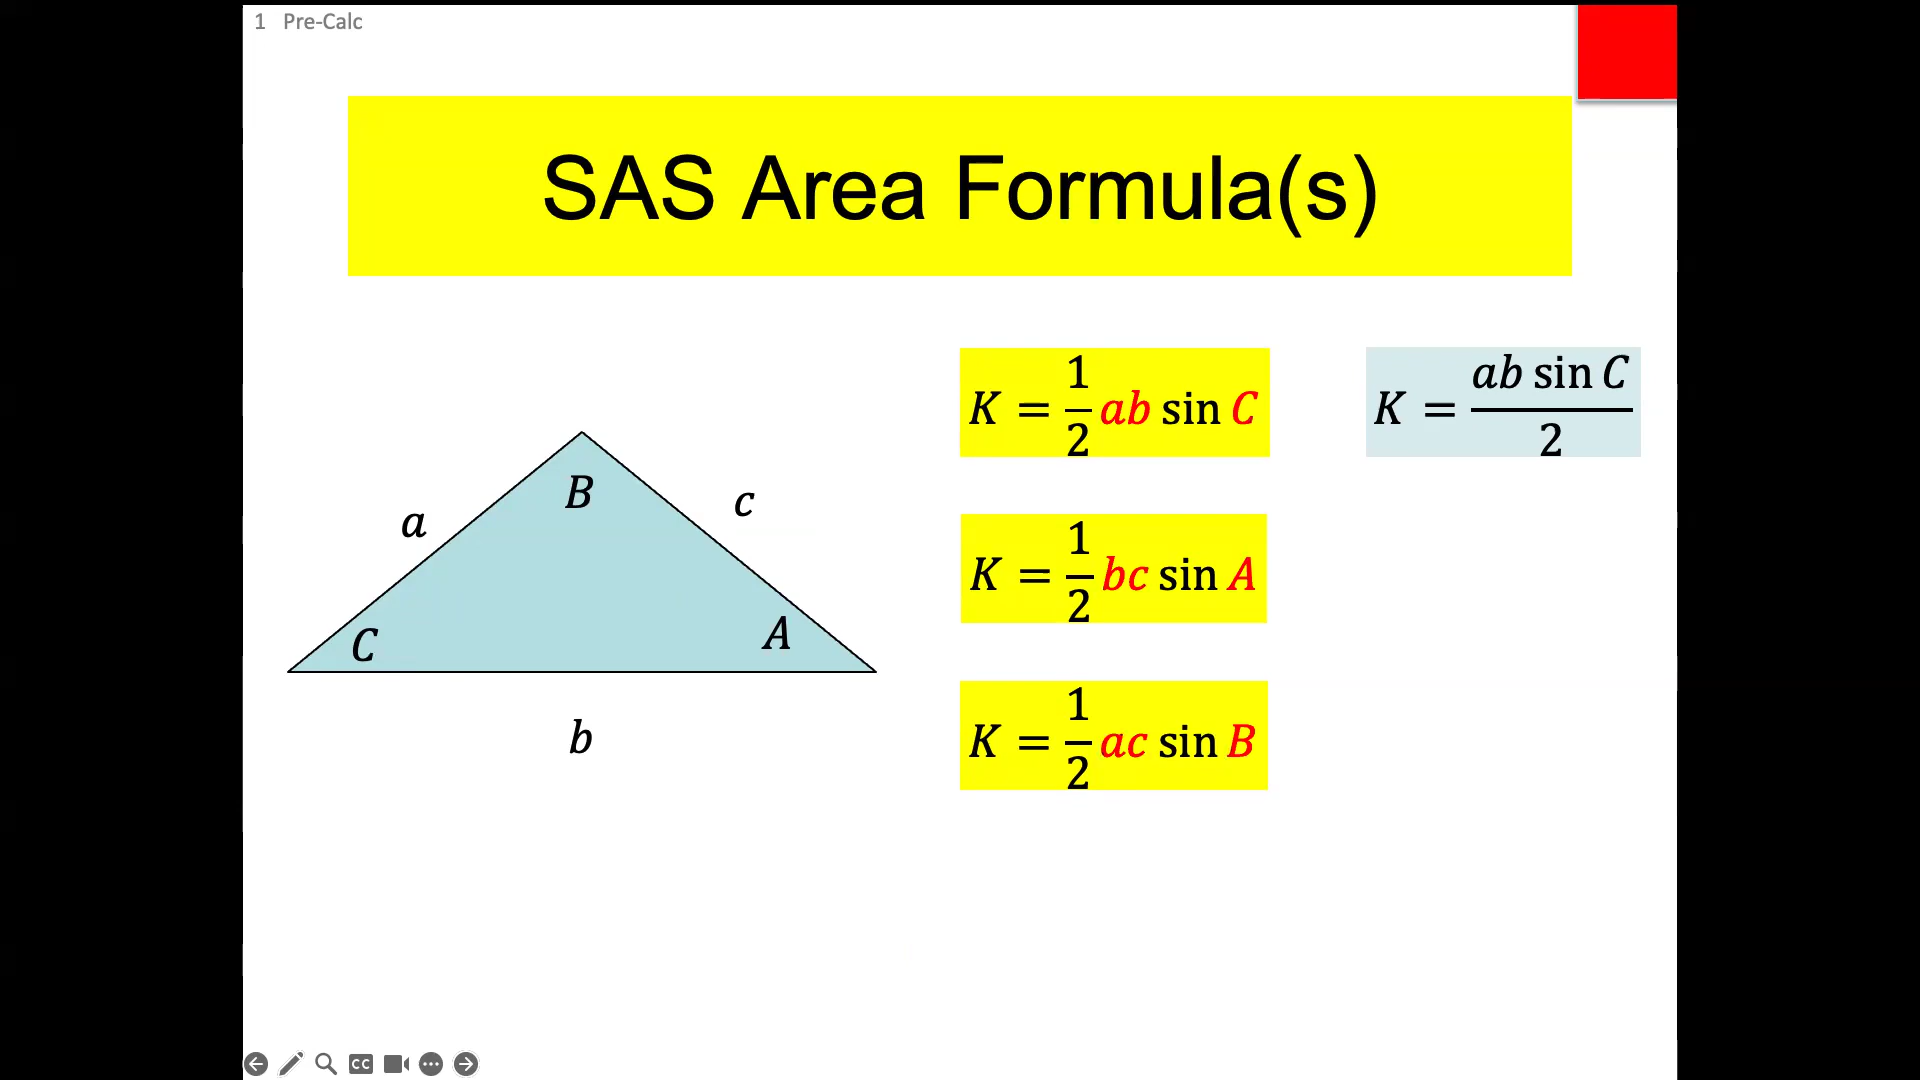 1 Pre-Calc
SAS Area Formula(s)
K = 1/2 ab sin C
K = ab sin C / 2
B
a
c
K = 1/2 bc sin A
C
A
b
K = 1/2 ac sin B
CC